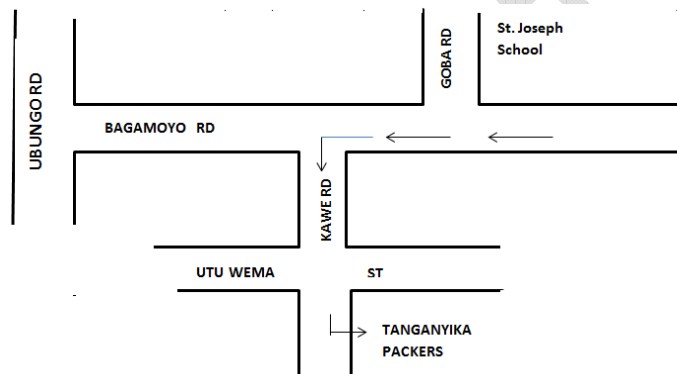 St. Joseph
School
GOBA RD
UBUNGO RD
BAGAMOYO RD
KAWE RD
UTU WEMA ST
TANGANYIKA
PACKERS